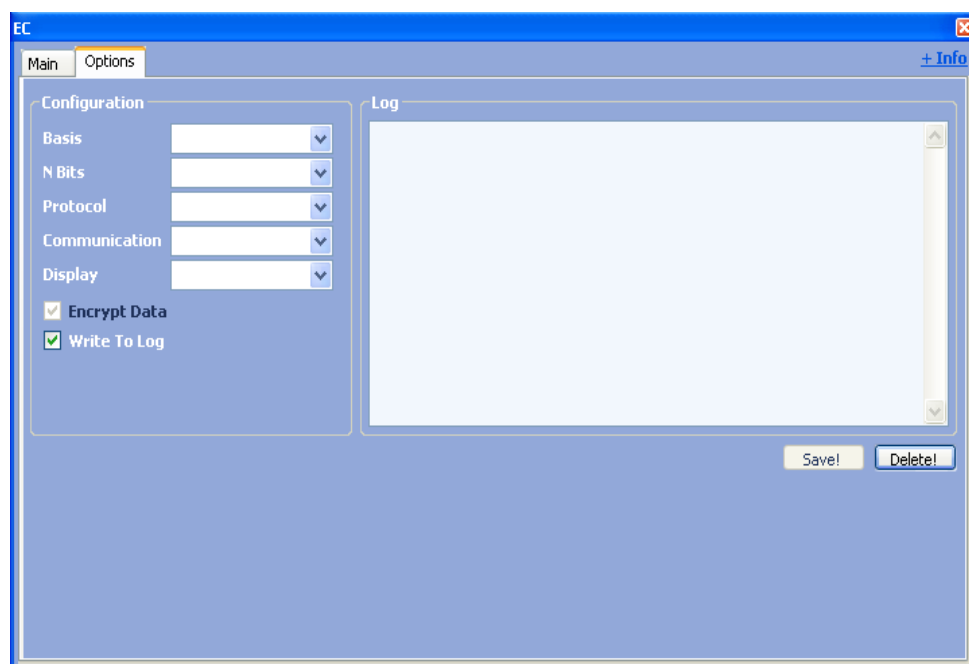 EC
Main Options + Info
Configuration
Basis
N Bits
Protocol
Communication
Display
Encrypt Data
Write To Log
Log
Save! Delete!